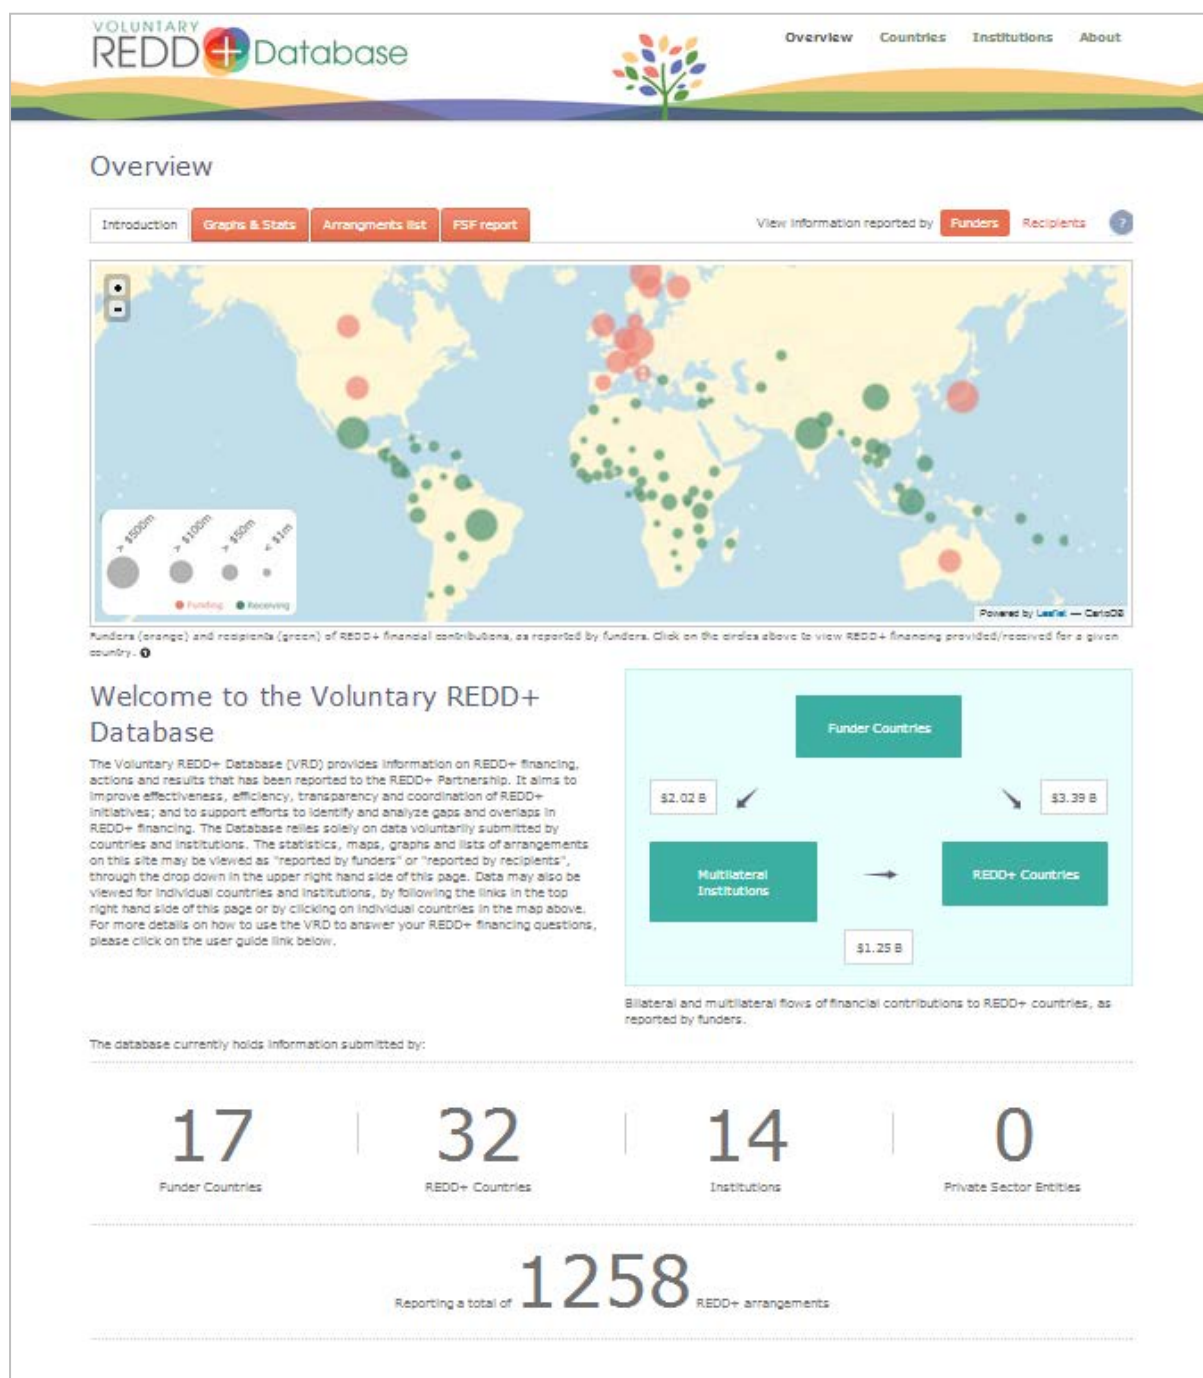 VOLUNTARY
REDD+ Database
Overview Countries Institutions About
Overview
Introduction Graphs & Stats Arrangments list FSF report View information reported by Funders Recipients ?
+
-
> $500m > $100m > $50m < $1m
Funding Receiving
Powered by Leaflet — CartoDB
Funders (orange) and recipients (green) of REDD+ financial contributions, as reported by funders. Click on the circles above to view REDD+ financing provided/received for a given
country.
Welcome to the Voluntary REDD+
Database
The Voluntary REDD+ Database (VRD) provides information on REDD+ financing,
actions and results that has been reported to the REDD+ Partnership. It aims to
improve effectiveness, efficiency, transparency and coordination of REDD+
initiatives; and to support efforts to identify and analyze gaps and overlaps in
REDD+ financing. The Database relies solely on data voluntarily submitted by
countries and institutions. The statistics, maps, graphs and lists of arrangements
on this site may be viewed as "reported by funders" or "reported by recipients",
through the drop down in the upper right hand side of this page. Data may also be
viewed for individual countries and institutions, by following the links in the top
right hand side of this page or by clicking on individual countries in the map above.
For more details on how to use the VRD to answer your REDD+ financing questions,
please click on the user guide link below.
Funder Countries
$2.02 B
$3.39 B
Multilateral
Institutions
REDD+ Countries
$1.25 B
Bilateral and multilateral flows of financial contributions to REDD+ countries, as
reported by funders.
The database currently holds information submitted by:
17 32 14 0
Funder Countries REDD+ Countries Institutions Private Sector Entities
Reporting a total of 1258 REDD+ arrangements